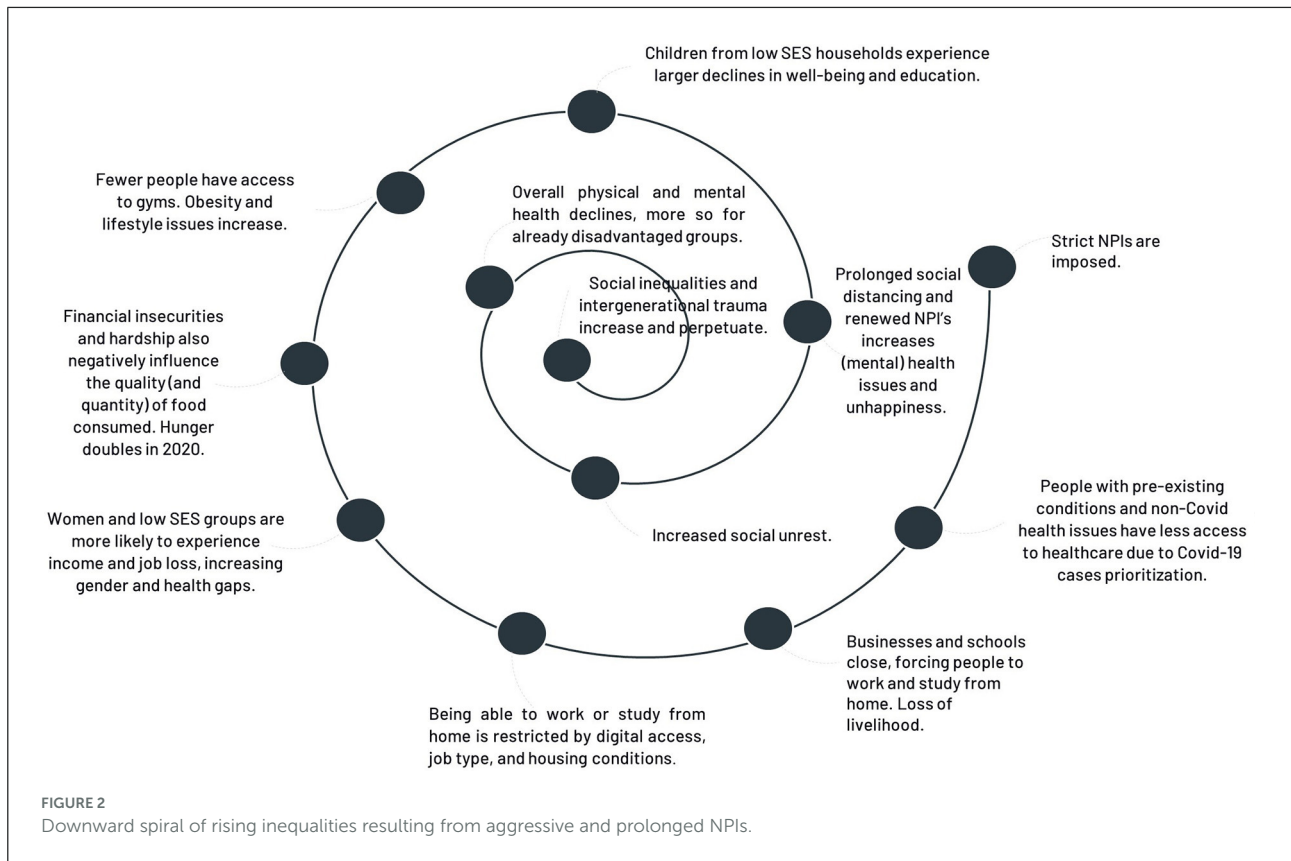 Children from low SES households experience
larger declines in well-being and education.
Fewer people have access
to gyms. Obesity and
lifestyle issues increase.
Overall physical and mental
health declines, more so for
already disadvantaged groups.
Strict NPIs are
imposed.
Social inequalities and
intergenerational trauma
increase and perpetuate.
Prolonged social
distancing and
renewed NPI's
increases
(mental) health
issues and
unhappiness.
Financial insecurities
and hardship also
negatively influence
the quality (and
quantity) of food
consumed. Hunger
doubles in 2020.
People with pre-existing
conditions and non-Covid
health issues have less access
to healthcare due to Covid-19
cases prioritization.
Women and low SES groups are
more likely to experience
income and job loss, increasing
gender and health gaps.
Increased social unrest.
Businesses and schools
close, forcing people to
work and study from
home. Loss of
livelihood.
Being able to work or study from
home is restricted by digital access,
job type, and housing conditions.
FIGURE 2
Downward spiral of rising inequalities resulting from aggressive and prolonged NPIs.